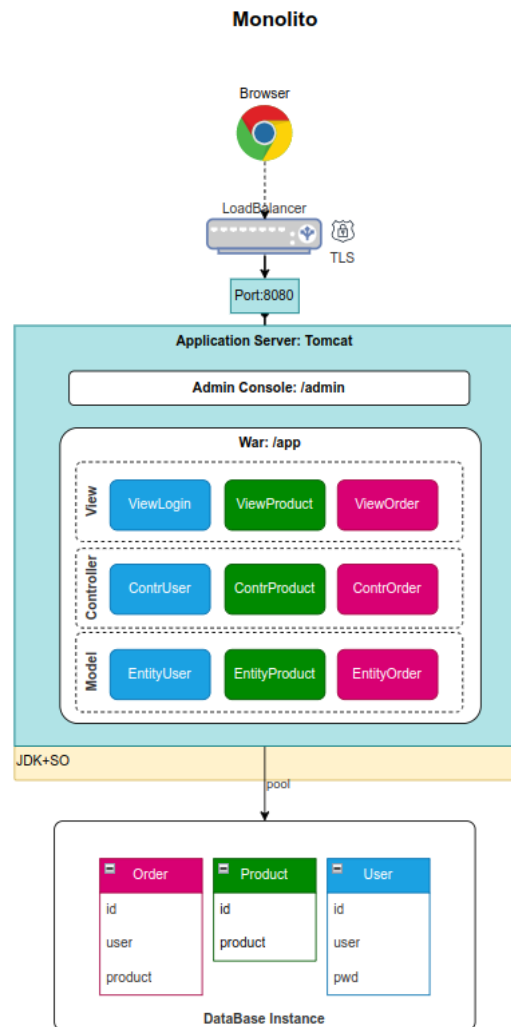 Monolito
Browser
LoadBalancer
TLS
Port:8080
Application Server: Tomcat
Admin Console: /admin
War: /app
View
ViewLogin
ViewProduct
ViewOrder
Controller
ContrUser
ContrProduct
ContrOrder
Model
EntityUser
EntityProduct
EntityOrder
JDK+SO
pool
Order
id
user
product
Product
id
product
User
id
user
pwd
DataBase Instance